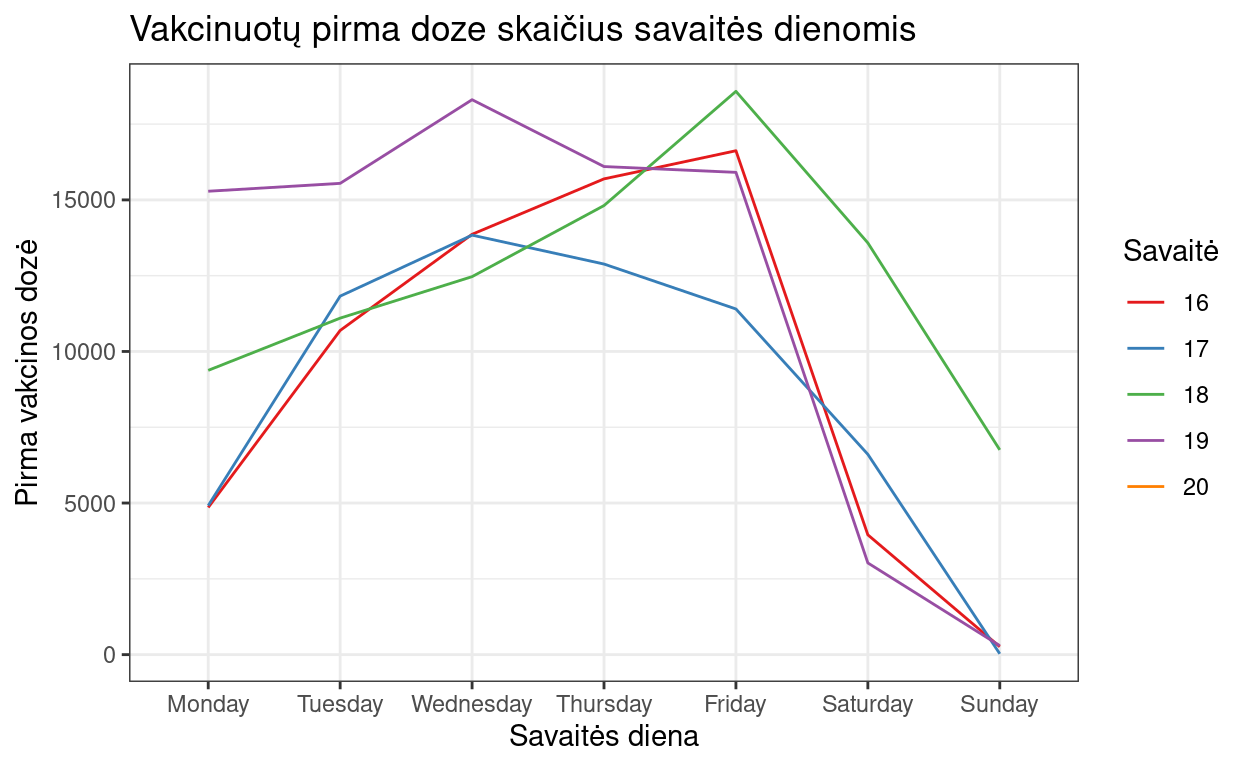 Vakcinuotų pirma doze skaičius savaitės dienomis
Pirma vakcinos dozė
15000
10000
5000
0
Monday Tuesday Wednesday Thursday Friday Saturday Sunday
Savaitės diena
Savaitė
16
17
18
19
20